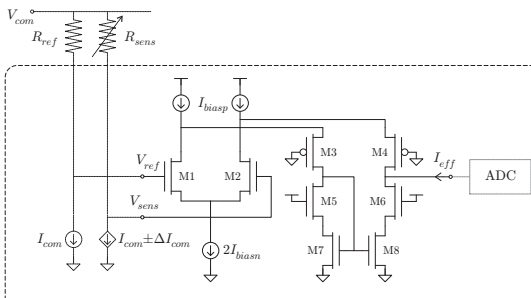 V_com
R_ref R_sens
I_biasp
M3 M4
V_ref I_eff
M1 M2 ADC
V_sens M5 M6
I_com I_com±ΔI_com 2I_biasn M7 M8